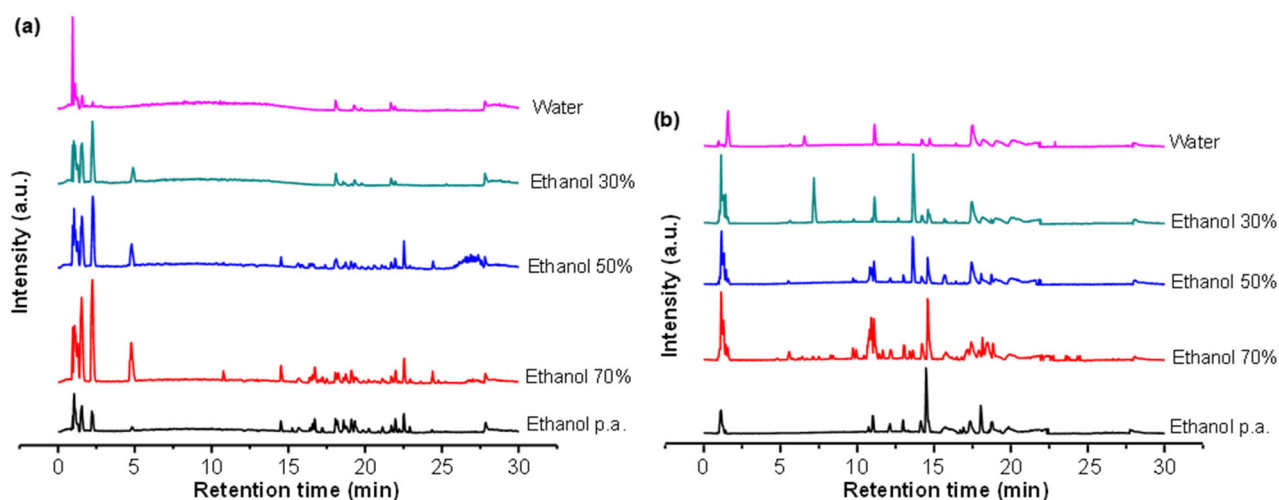 (a)
Water
Ethanol 30%
Ethanol 50%
Ethanol 70%
Ethanol p.a.
Intensity (a.u.)
0 5 10 15 20 25 30
Retention time (min)
(b)
Water
Ethanol 30%
Ethanol 50%
Ethanol 70%
Ethanol p.a.
Intensity (a.u.)
0 5 10 15 20 25 30
Retention time (min)